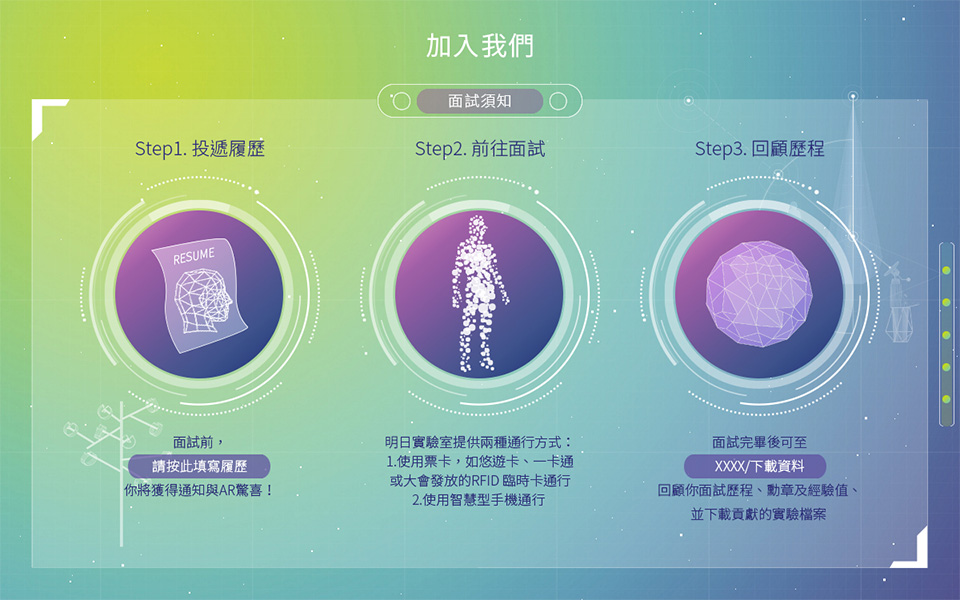 加入我們
面試須知
Step1. 投遞履歷
RESUME
面試前，
請按此填寫履歷
你將獲得通知與AR驚喜！
Step2. 前往面試
明日實驗室提供兩種通行方式：
1.使用票卡，如悠遊卡、一卡通
或大會發放的RFID 臨時卡通行
2.使用智慧型手機通行
Step3. 回顧歷程
面試完畢後可至
XXXX/下載資料
回顧你面試歷程、勳章及經驗值、
並下載貢獻的實驗檔案